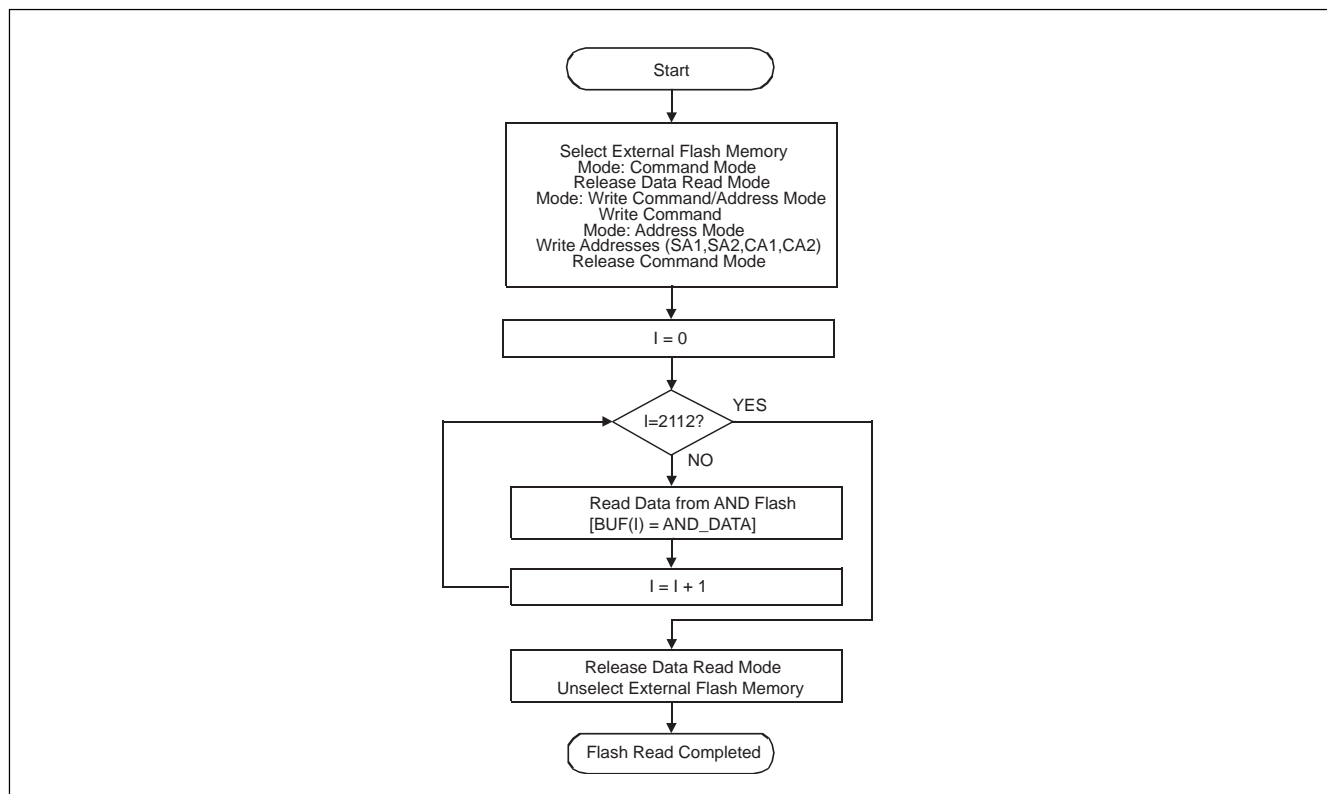 Start
Select External Flash Memory
Mode: Command Mode
Release Data Read Mode
Mode: Write Command/Address Mode
Write Command
Mode: Address Mode
Write Addresses (SA1,SA2,CA1,CA2)
Release Command Mode
I = 0
I=2112?
YES
NO
Read Data from AND Flash
[BUF(I) = AND_DATA]
I = I + 1
Release Data Read Mode
Unselect External Flash Memory
Flash Read Completed